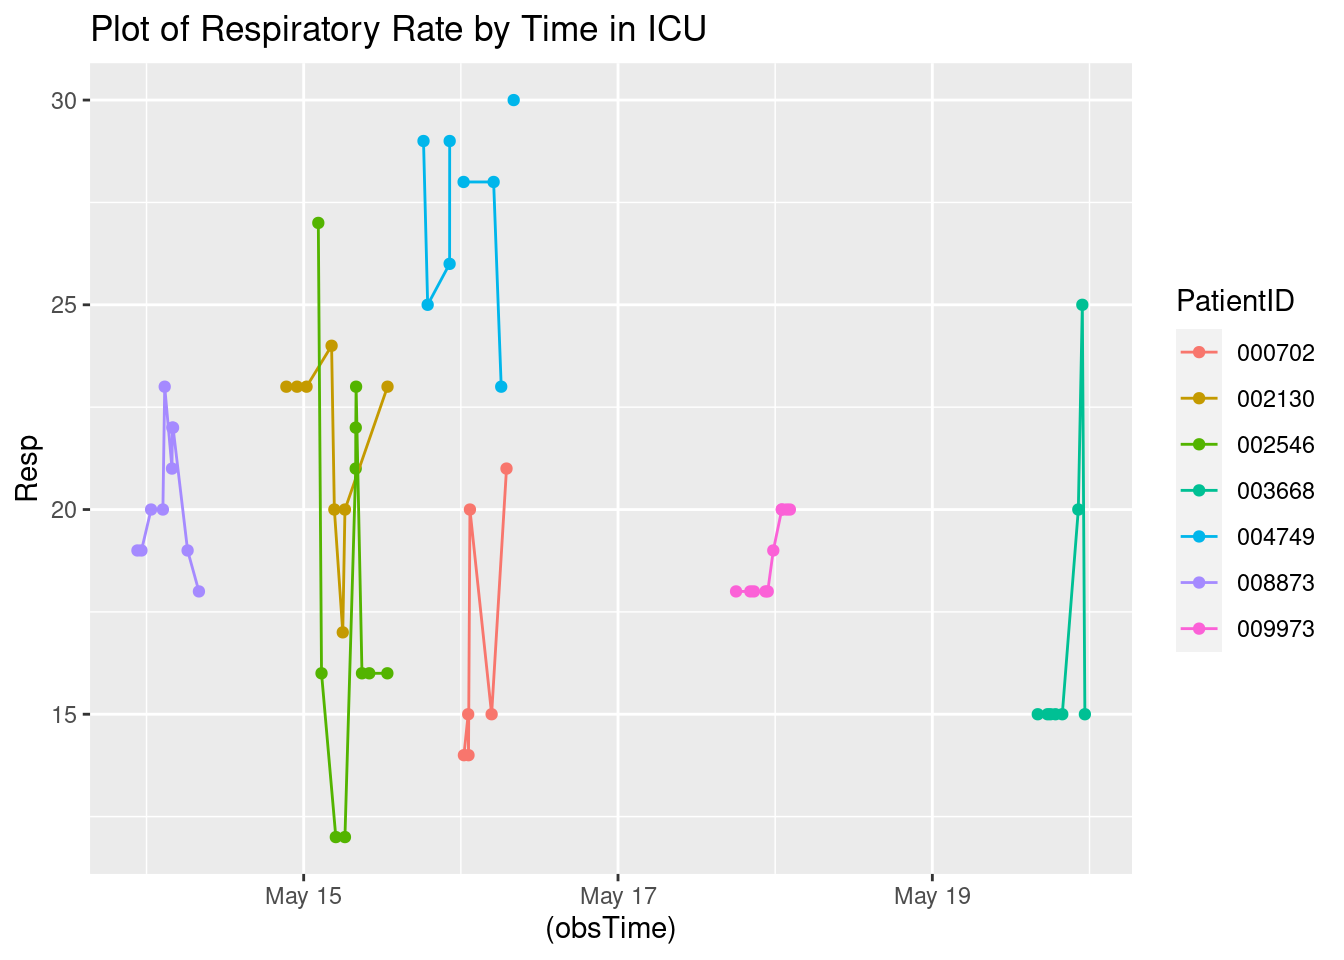 Plot of Respiratory Rate by Time in ICU
30
25
20
15
Resp
May 15
May 17
May 19
(obsTime)
PatientID
000702
002130
002546
003668
004749
008873
009973